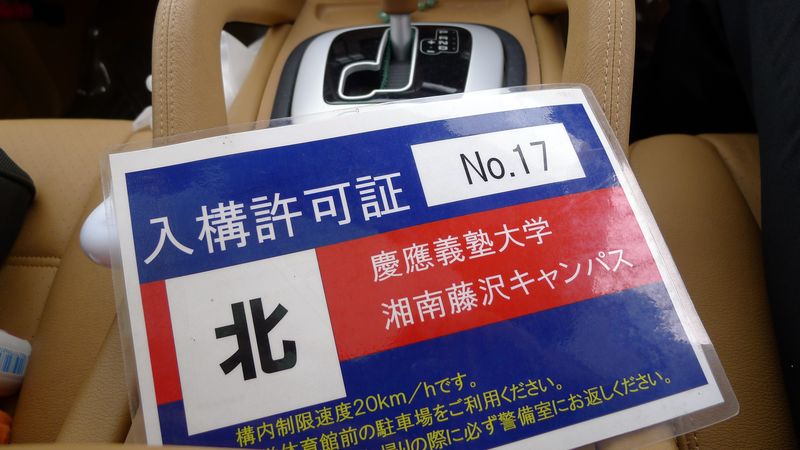 No.17
入構許可証
慶應義塾大学
湘南藤沢キャンパス
北
構内制限速度20km/hです。
体育館前の駐車場をご利用ください。
帰りの際に必ず警備室にお返しください。